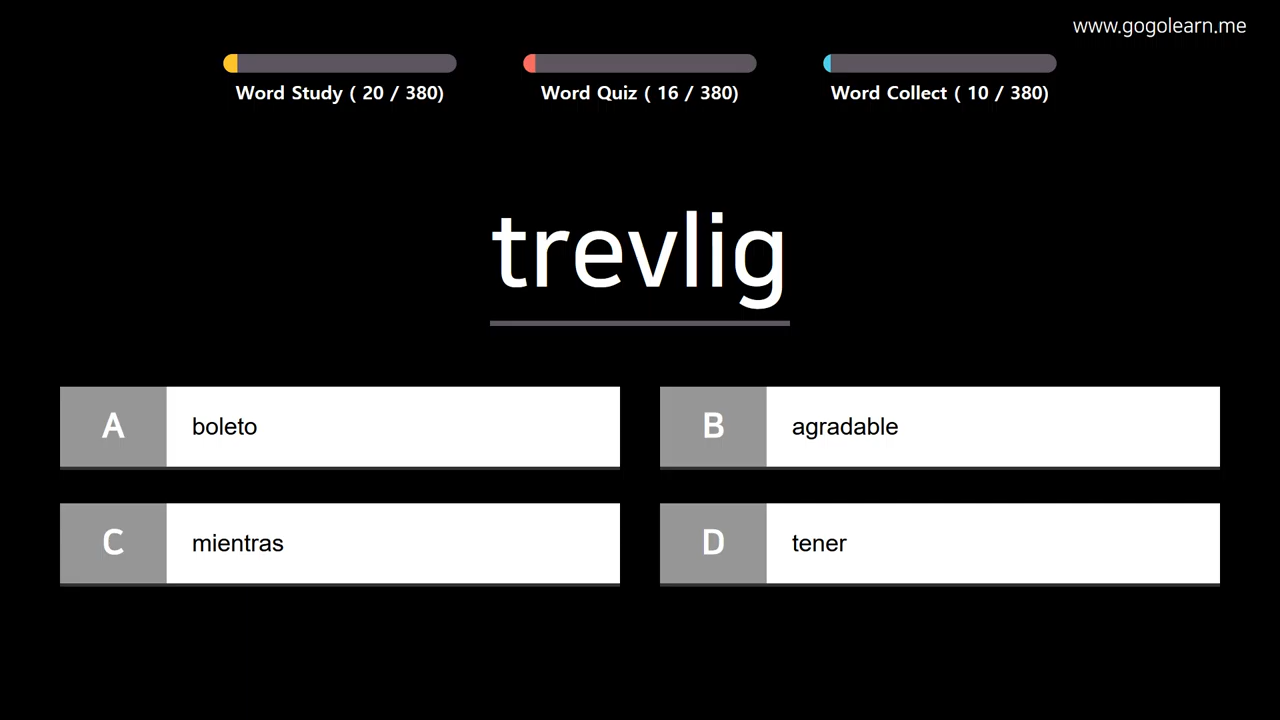 www.gogolearn.me
Word Study ( 20 / 380)
Word Quiz ( 16 / 380)
Word Collect ( 10 / 380)
trevlig
A boleto
B agradable
C mientras
D tener